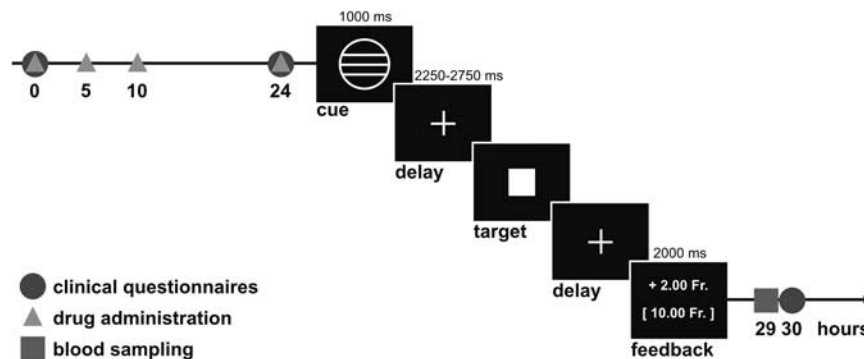 1000 ms
0 5 10 24
cue
2250-2750 ms
delay
target
delay
2000 ms
+ 2.00 Fr.
[ 10.00 Fr. ]
feedback
29 30 hours
clinical questionnaires
drug administration
blood sampling